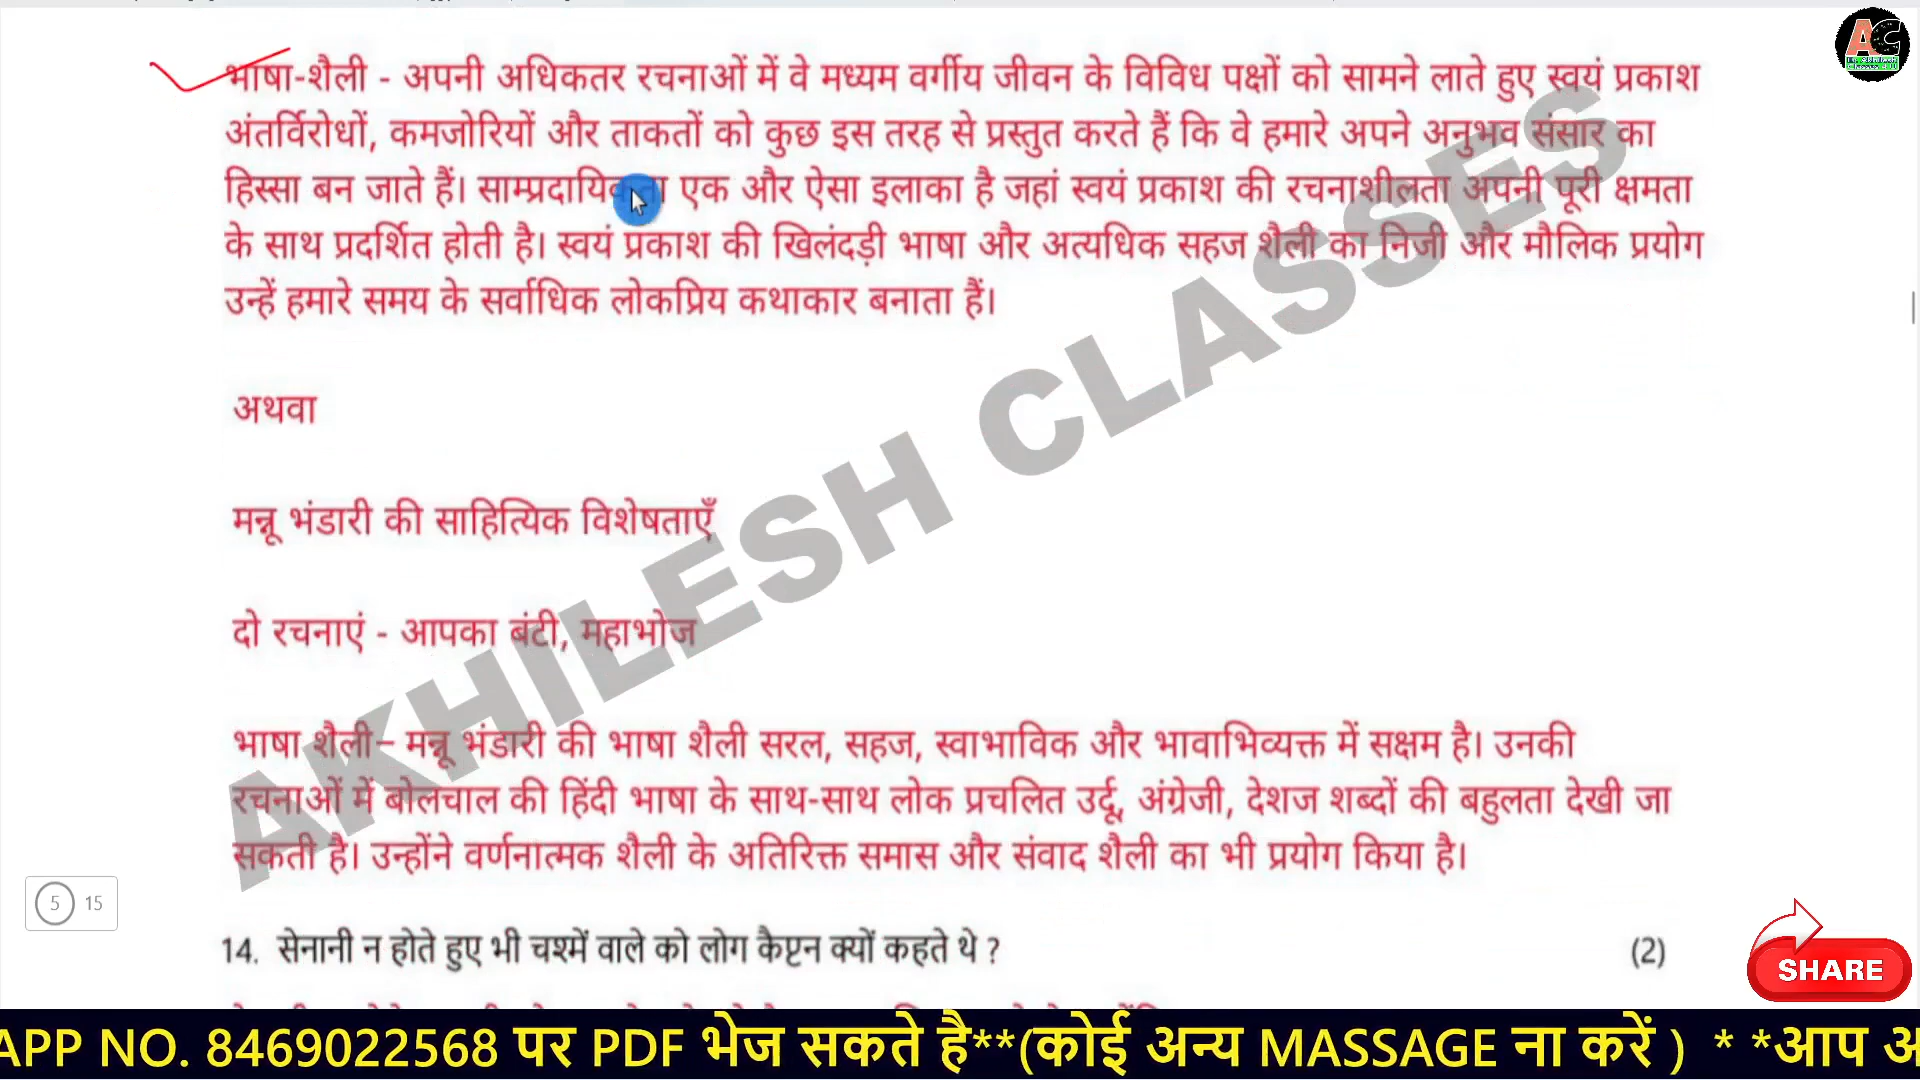 भाषा-शैली - अपनी अधिकतर रचनाओं में वे मध्यम वर्गीय जीवन के विविध पक्षों को सामने लाते हुए स्वयं प्रकाश
अंतर्विरोधों, कमजोरियों और ताकतों को कुछ इस तरह से प्रस्तुत करते हैं कि वे हमारे अपने अनुभव संसार का
हिस्सा बन जाते हैं। साम्प्रदायिकता एक और ऐसा इलाका है जहां स्वयं प्रकाश की रचनाशीलता अपनी पूरी क्षमता
के साथ प्रदर्शित होती है। स्वयं प्रकाश की खिलंदड़ी भाषा और अत्यधिक सहज शैली का निजी और मौलिक प्रयोग
उन्हें हमारे समय के सर्वाधिक लोकप्रिय कथाकार बनाता हैं।
अथवा
मन्नू भंडारी की साहित्यिक विशेषताएँ
दो रचनाएं - आपका बंटी, महाभोज
भाषा शैली– मन्नू भंडारी की भाषा शैली सरल, सहज, स्वाभाविक और भावाभिव्यक्त में सक्षम है। उनकी
रचनाओं में बोलचाल की हिंदी भाषा के साथ-साथ लोक प्रचलित उर्दू, अंग्रेजी, देशज शब्दों की बहुलता देखी जा
सकती है। उन्होंने वर्णनात्मक शैली के अतिरिक्त समास और संवाद शैली का भी प्रयोग किया है।
14. सेनानी न होते हुए भी चश्में वाले को लोग कैप्टन क्यों कहते थे ? (2)
AKHILESH CLASSES
AC
5 15
SHARE
APP NO. 8469022568 पर PDF भेज सकते है**(कोई अन्य MASSAGE ना करें ) * *आप अ